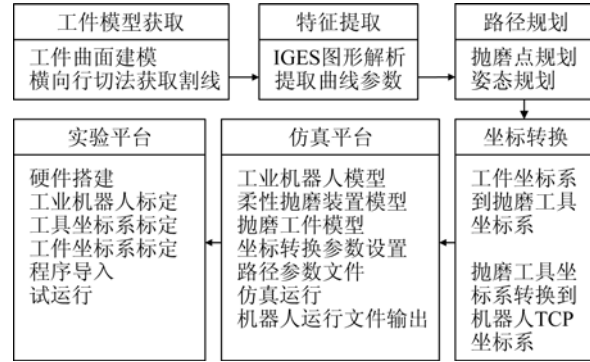 工件模型获取
工件曲面建模
横向行切法获取割线
特征提取
IGES图形解析
提取曲线参数
路径规划
抛磨点规划
姿态规划
坐标转换
工件坐标系
到抛磨工具
坐标系
抛磨工具坐
标系转换到
机器人TCP
坐标系
仿真平台
工业机器人模型
柔性抛磨装置模型
抛磨工件模型
坐标转换参数设置
路径参数文件
仿真运行
机器人运行文件输出
实验平台
硬件搭建
工业机器人标定
工具坐标系标定
工件坐标系标定
程序导入
试运行